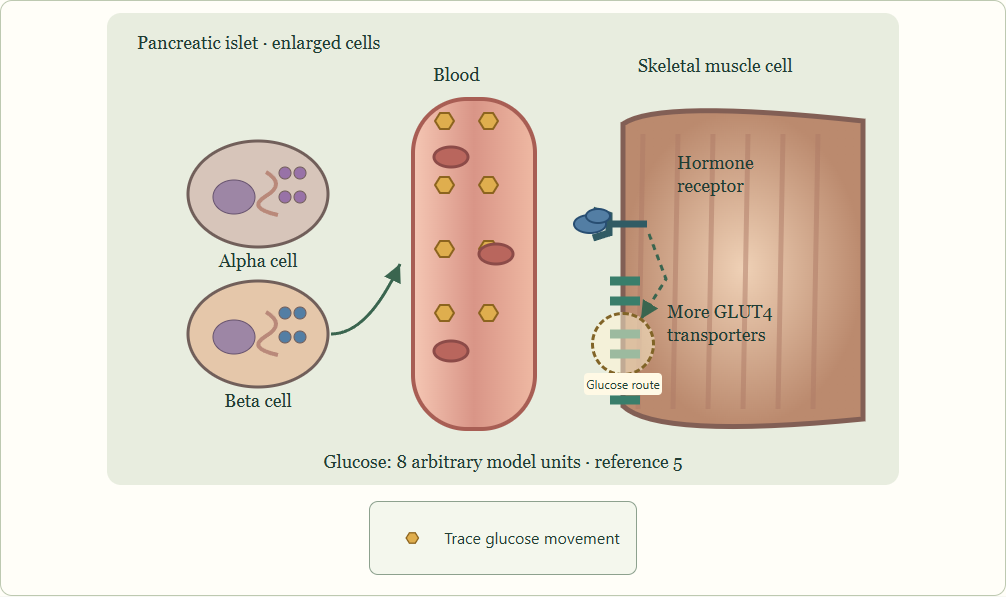 Pancreatic islet · enlarged cells
Blood
Skeletal muscle cell
Hormone
receptor
Alpha cell
More GLUT4
transporters
Glucose route
Beta cell
Glucose: 8 arbitrary model units · reference 5
Trace glucose movement